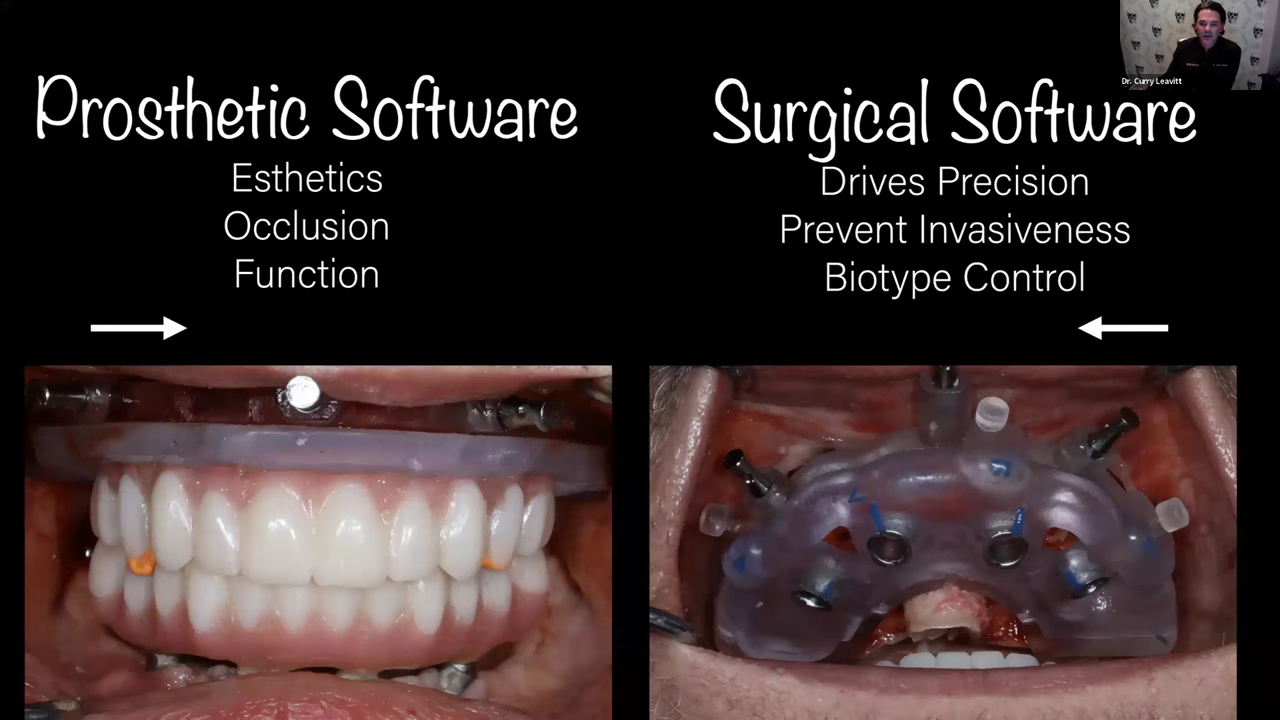 Dr. Curry Leavitt
Prosthetic Software
Esthetics
Occlusion
Function
Surgical Software
Drives Precision
Prevent Invasiveness
Biotype Control